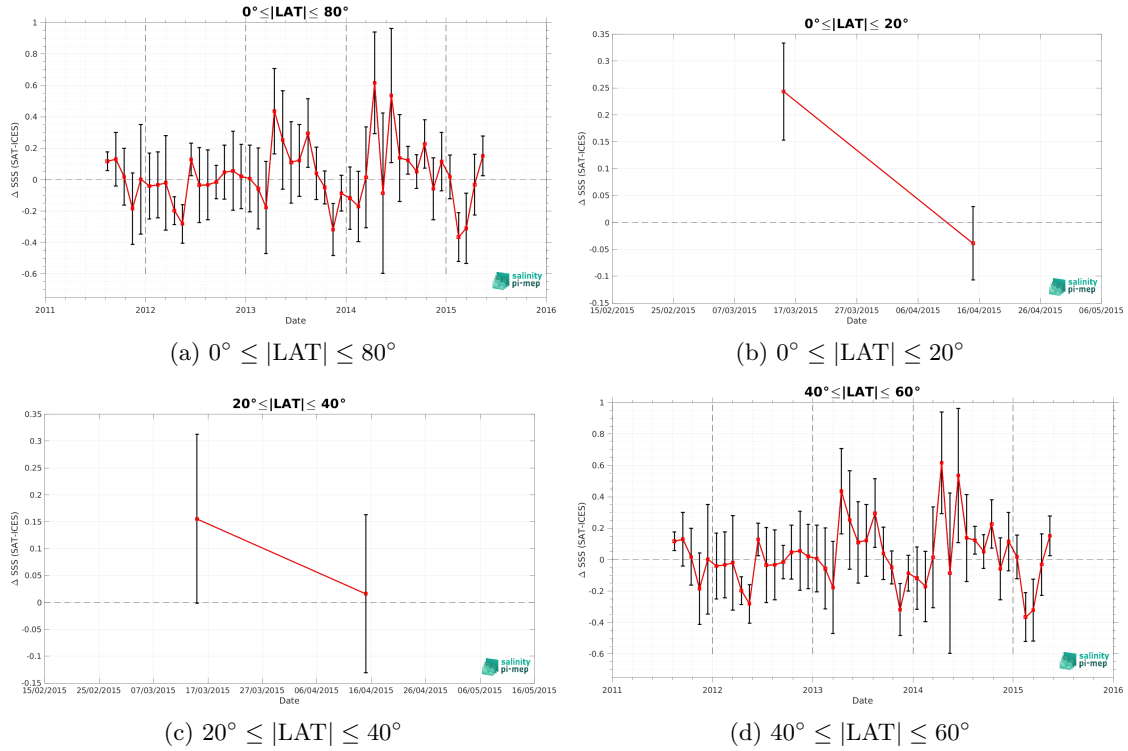 0°≤|LAT|≤ 80°
1
0.8
0.6
0.4
0.2
0
-0.2
-0.4
-0.6
Δ SSS (SAT-ICES)
2011 2012 2013 2014 2015 2016
Date
salinity
pi-mep
(a) 0° ≤ |LAT| ≤ 80°
0°≤|LAT|≤ 20°
0.35
0.3
0.25
0.2
0.15
0.1
0.05
0
-0.05
-0.1
-0.15
Δ SSS (SAT-ICES)
15/02/2015 25/02/2015 07/03/2015 17/03/2015 27/03/2015 06/04/2015 16/04/2015 26/04/2015 06/05/2015
Date
salinity
pi-mep
(b) 0° ≤ |LAT| ≤ 20°
20°≤|LAT|≤ 40°
0.35
0.3
0.25
0.2
0.15
0.1
0.05
0
-0.05
-0.1
-0.15
Δ SSS (SAT-ICES)
15/02/2015 25/02/2015 07/03/2015 17/03/2015 27/03/2015 06/04/2015 16/04/2015 26/04/2015 06/05/2015 16/05/2015
Date
salinity
pi-mep
(c) 20° ≤ |LAT| ≤ 40°
40°≤|LAT|≤ 60°
1
0.8
0.6
0.4
0.2
0
-0.2
-0.4
-0.6
Δ SSS (SAT-ICES)
2011 2012 2013 2014 2015 2016
Date
salinity
pi-mep
(d) 40° ≤ |LAT| ≤ 60°